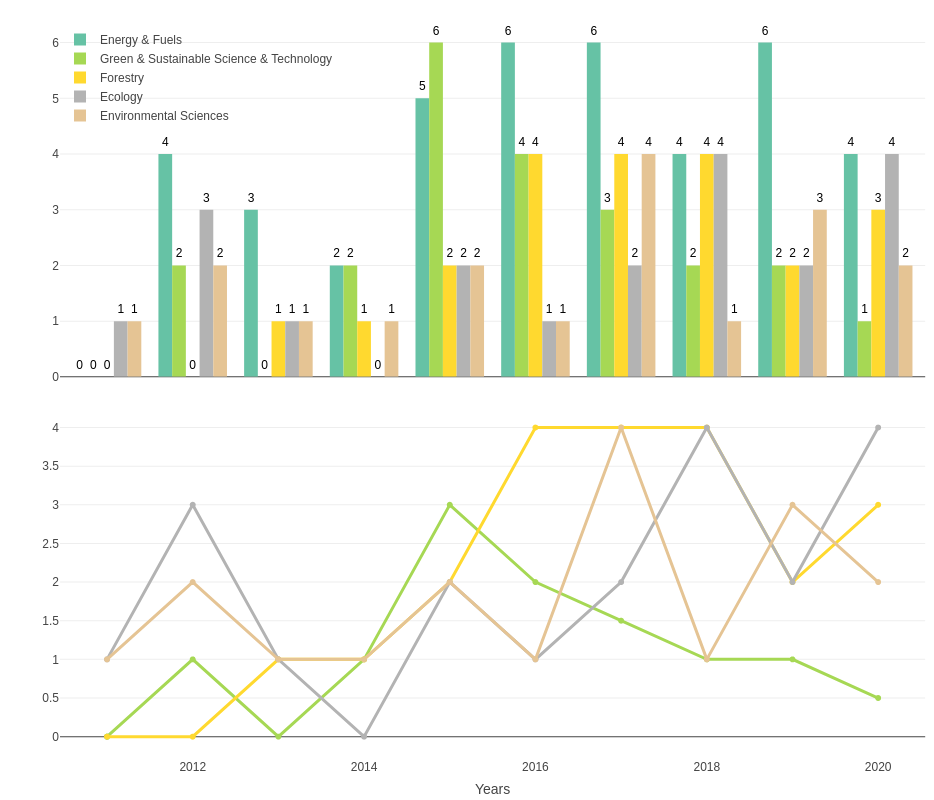 6
5
4
3
2
1
0
Energy & Fuels
Green & Sustainable Science & Technology
Forestry
Ecology
Environmental Sciences
0 0 0 1 1
4 2 0 3 2
3 0 1 1 1
2 2 1 0 1
5 6 2 2 2
6 4 4 1 1
6 3 4 2 4
4 2 4 4 1
6 2 2 2 3
4 1 3 4 2
4
3.5
3
2.5
2
1.5
1
0.5
0
2012 2014 2016 2018 2020
Years